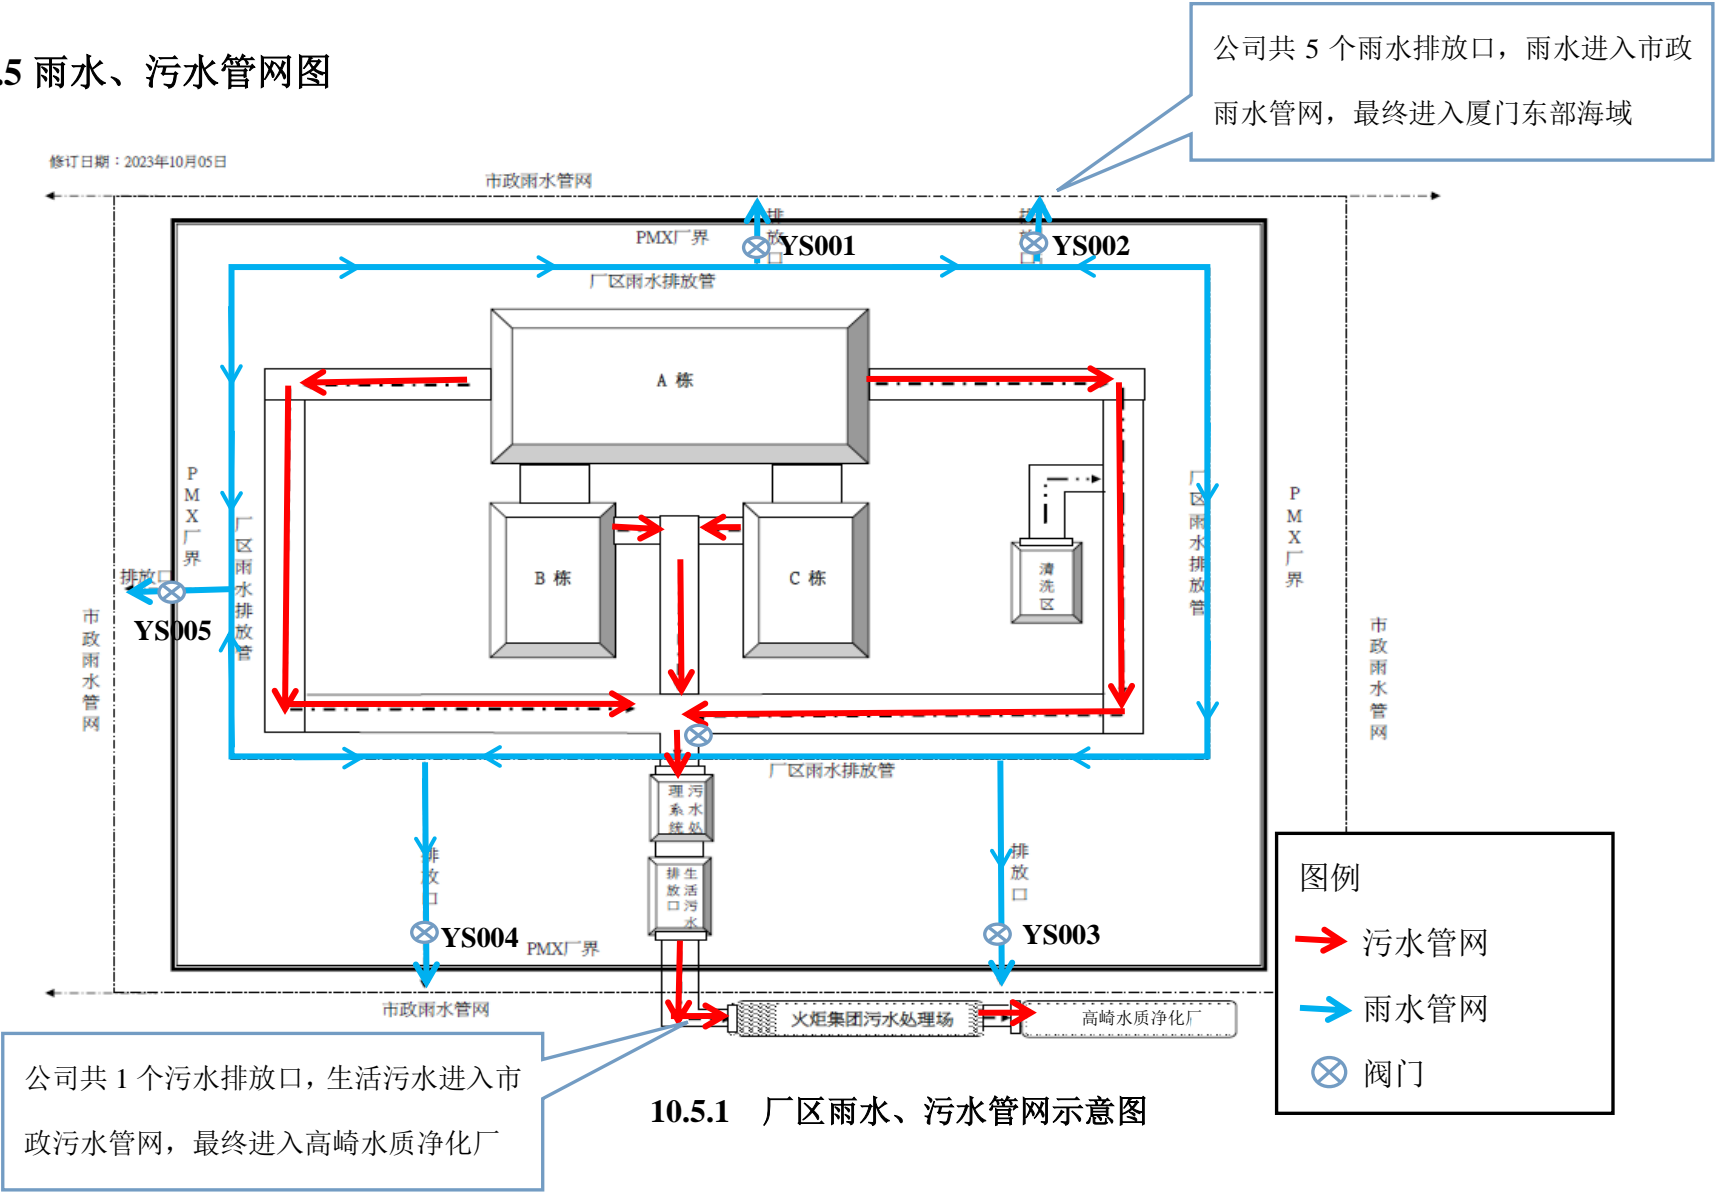 .5 雨水、污水管网图
公司共 5 个雨水排放口，雨水进入市政
雨水管网，最终进入厦门东部海域
修订日期：2023年10月05日
市政雨水管网
排放口
YS001
排放口
YS002
PMX厂界
厂区雨水排放管
A 栋
PMX厂界
厂区雨水排放管
B 栋
C 栋
清洗区
厂区雨水排放管
PMX厂界
排放口
YS005
市政雨水管网
市政雨水管网
厂区雨水排放管
污水处理系统
生活污水排放口
排放口
YS004
排放口
YS003
PMX厂界
市政雨水管网
火炬集团污水处理场
高崎水质净化厂
图例
污水管网
雨水管网
阀门
公司共 1 个污水排放口，生活污水进入市
政污水管网，最终进入高崎水质净化厂
10.5.1 厂区雨水、污水管网示意图